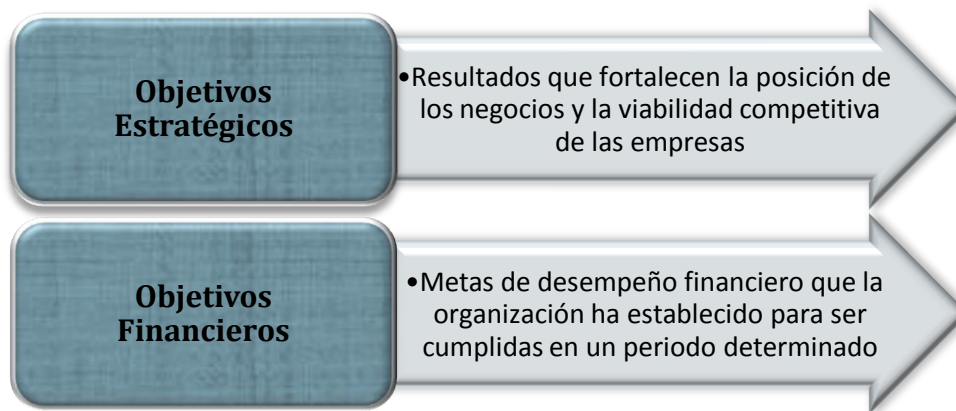 Objetivos
Estratégicos
•Resultados que fortalecen la posición de
los negocios y la viabilidad competitiva
de las empresas
Objetivos
Financieros
•Metas de desempeño financiero que la
organización ha establecido para ser
cumplidas en un periodo determinado